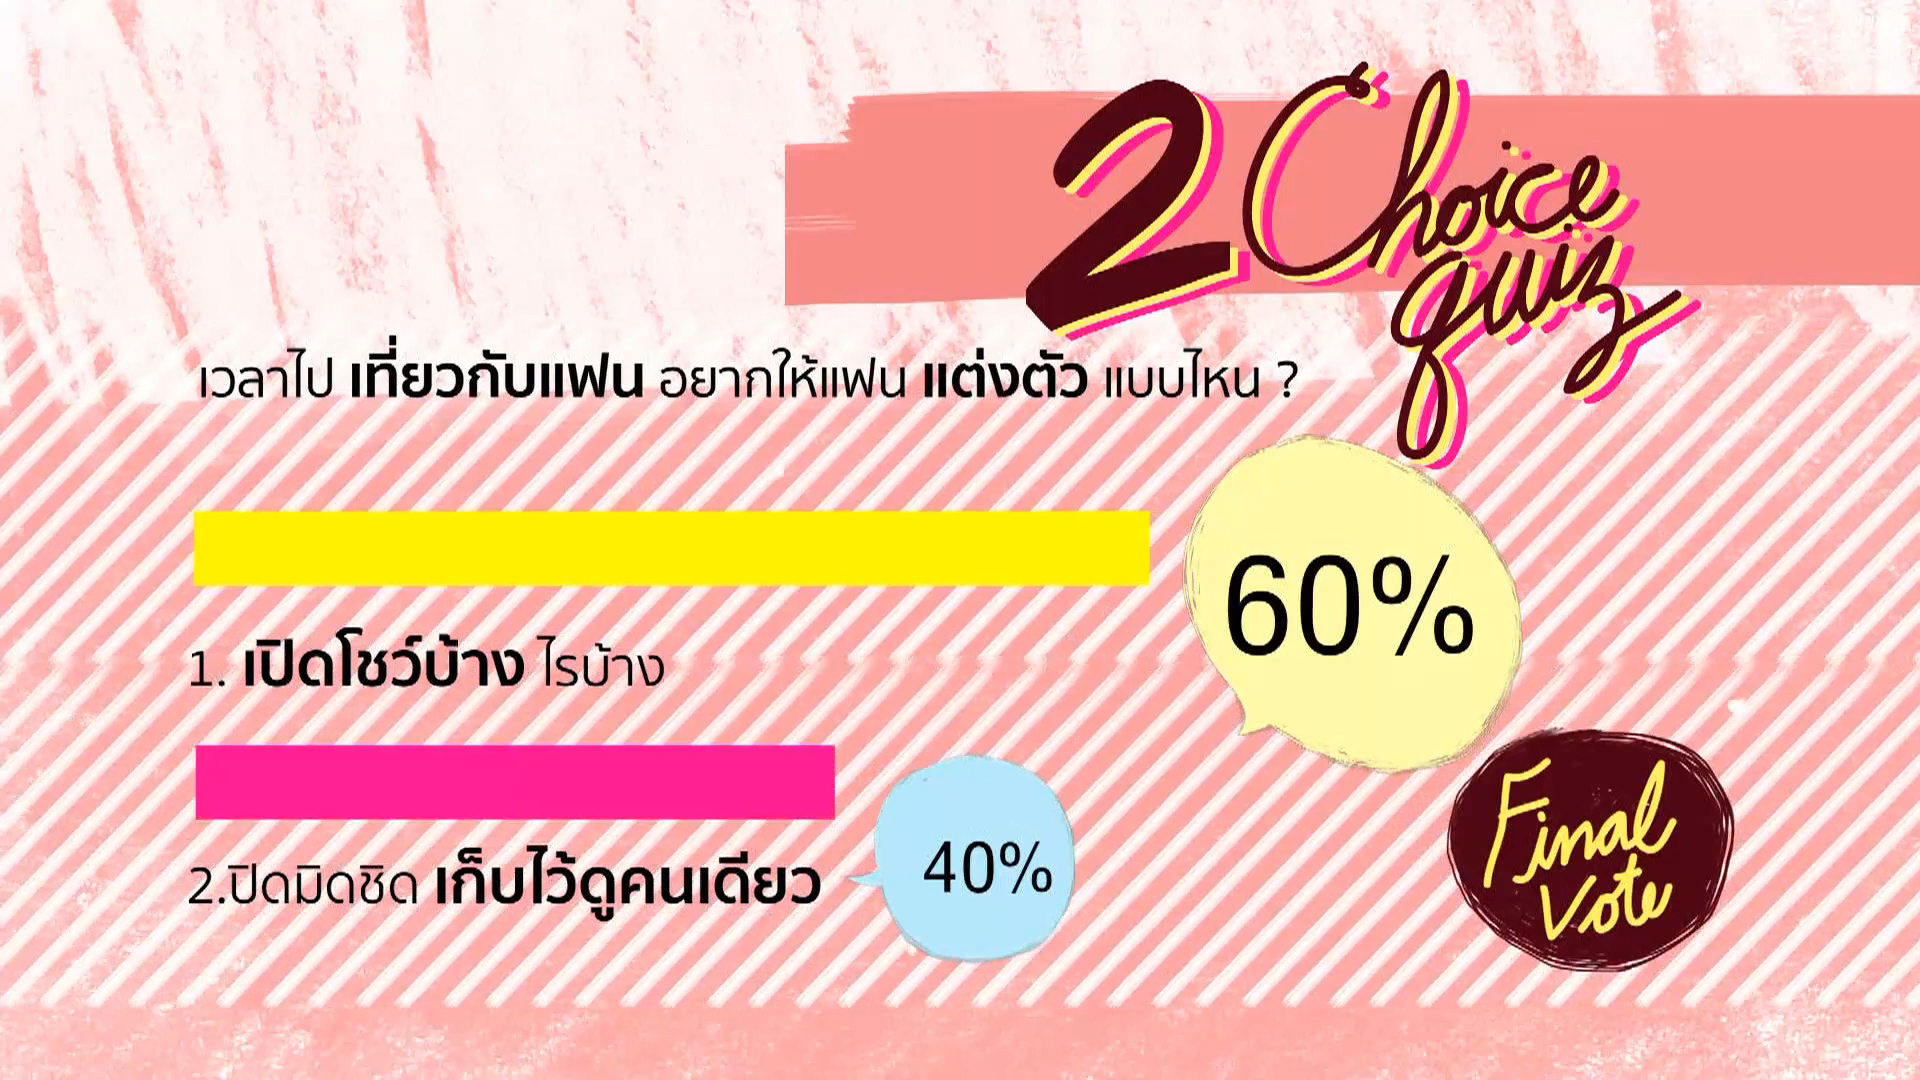 2 Choice
quiz
เวลาไป เที่ยวกับแฟน อยากให้แฟน แต่งตัว แบบไหน ?
60%
1. เปิดโชว์บ้าง ไรบ้าง
40%
2.ปิดมิดชิด เก็บไว้ดูคนเดียว
Final
Vote